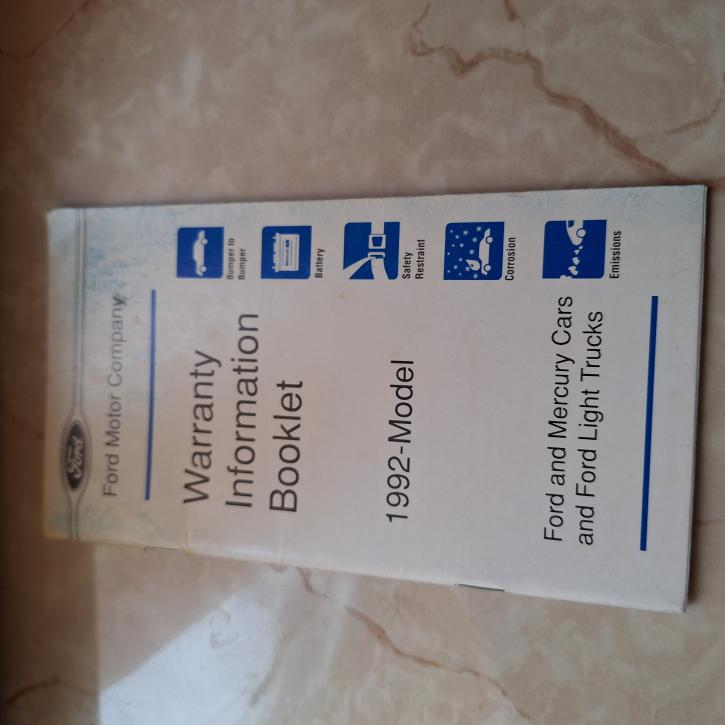 Ford
Ford Motor Company
Warranty
Information
Booklet
1992-Model
Ford and Mercury Cars
and Ford Light Trucks
Bumper to
Bumper
Battery
Safety
Restraint
Corrosion
Emissions